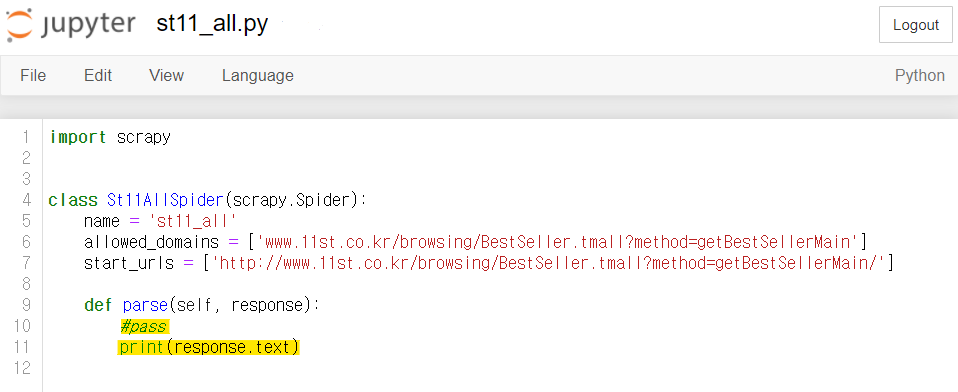 jupyter st11_all.py
Logout
File Edit View Language Python
1 import scrapy
2
3
4 class St11AllSpider(scrapy.Spider):
5 name = 'st11_all'
6 allowed_domains = ['www.11st.co.kr/browsing/BestSeller.tmall?method=getBestSellerMain']
7 start_urls = ['http://www.11st.co.kr/browsing/BestSeller.tmall?method=getBestSellerMain/']
8
9 def parse(self, response):
10 #pass
11 print(response.text)
12